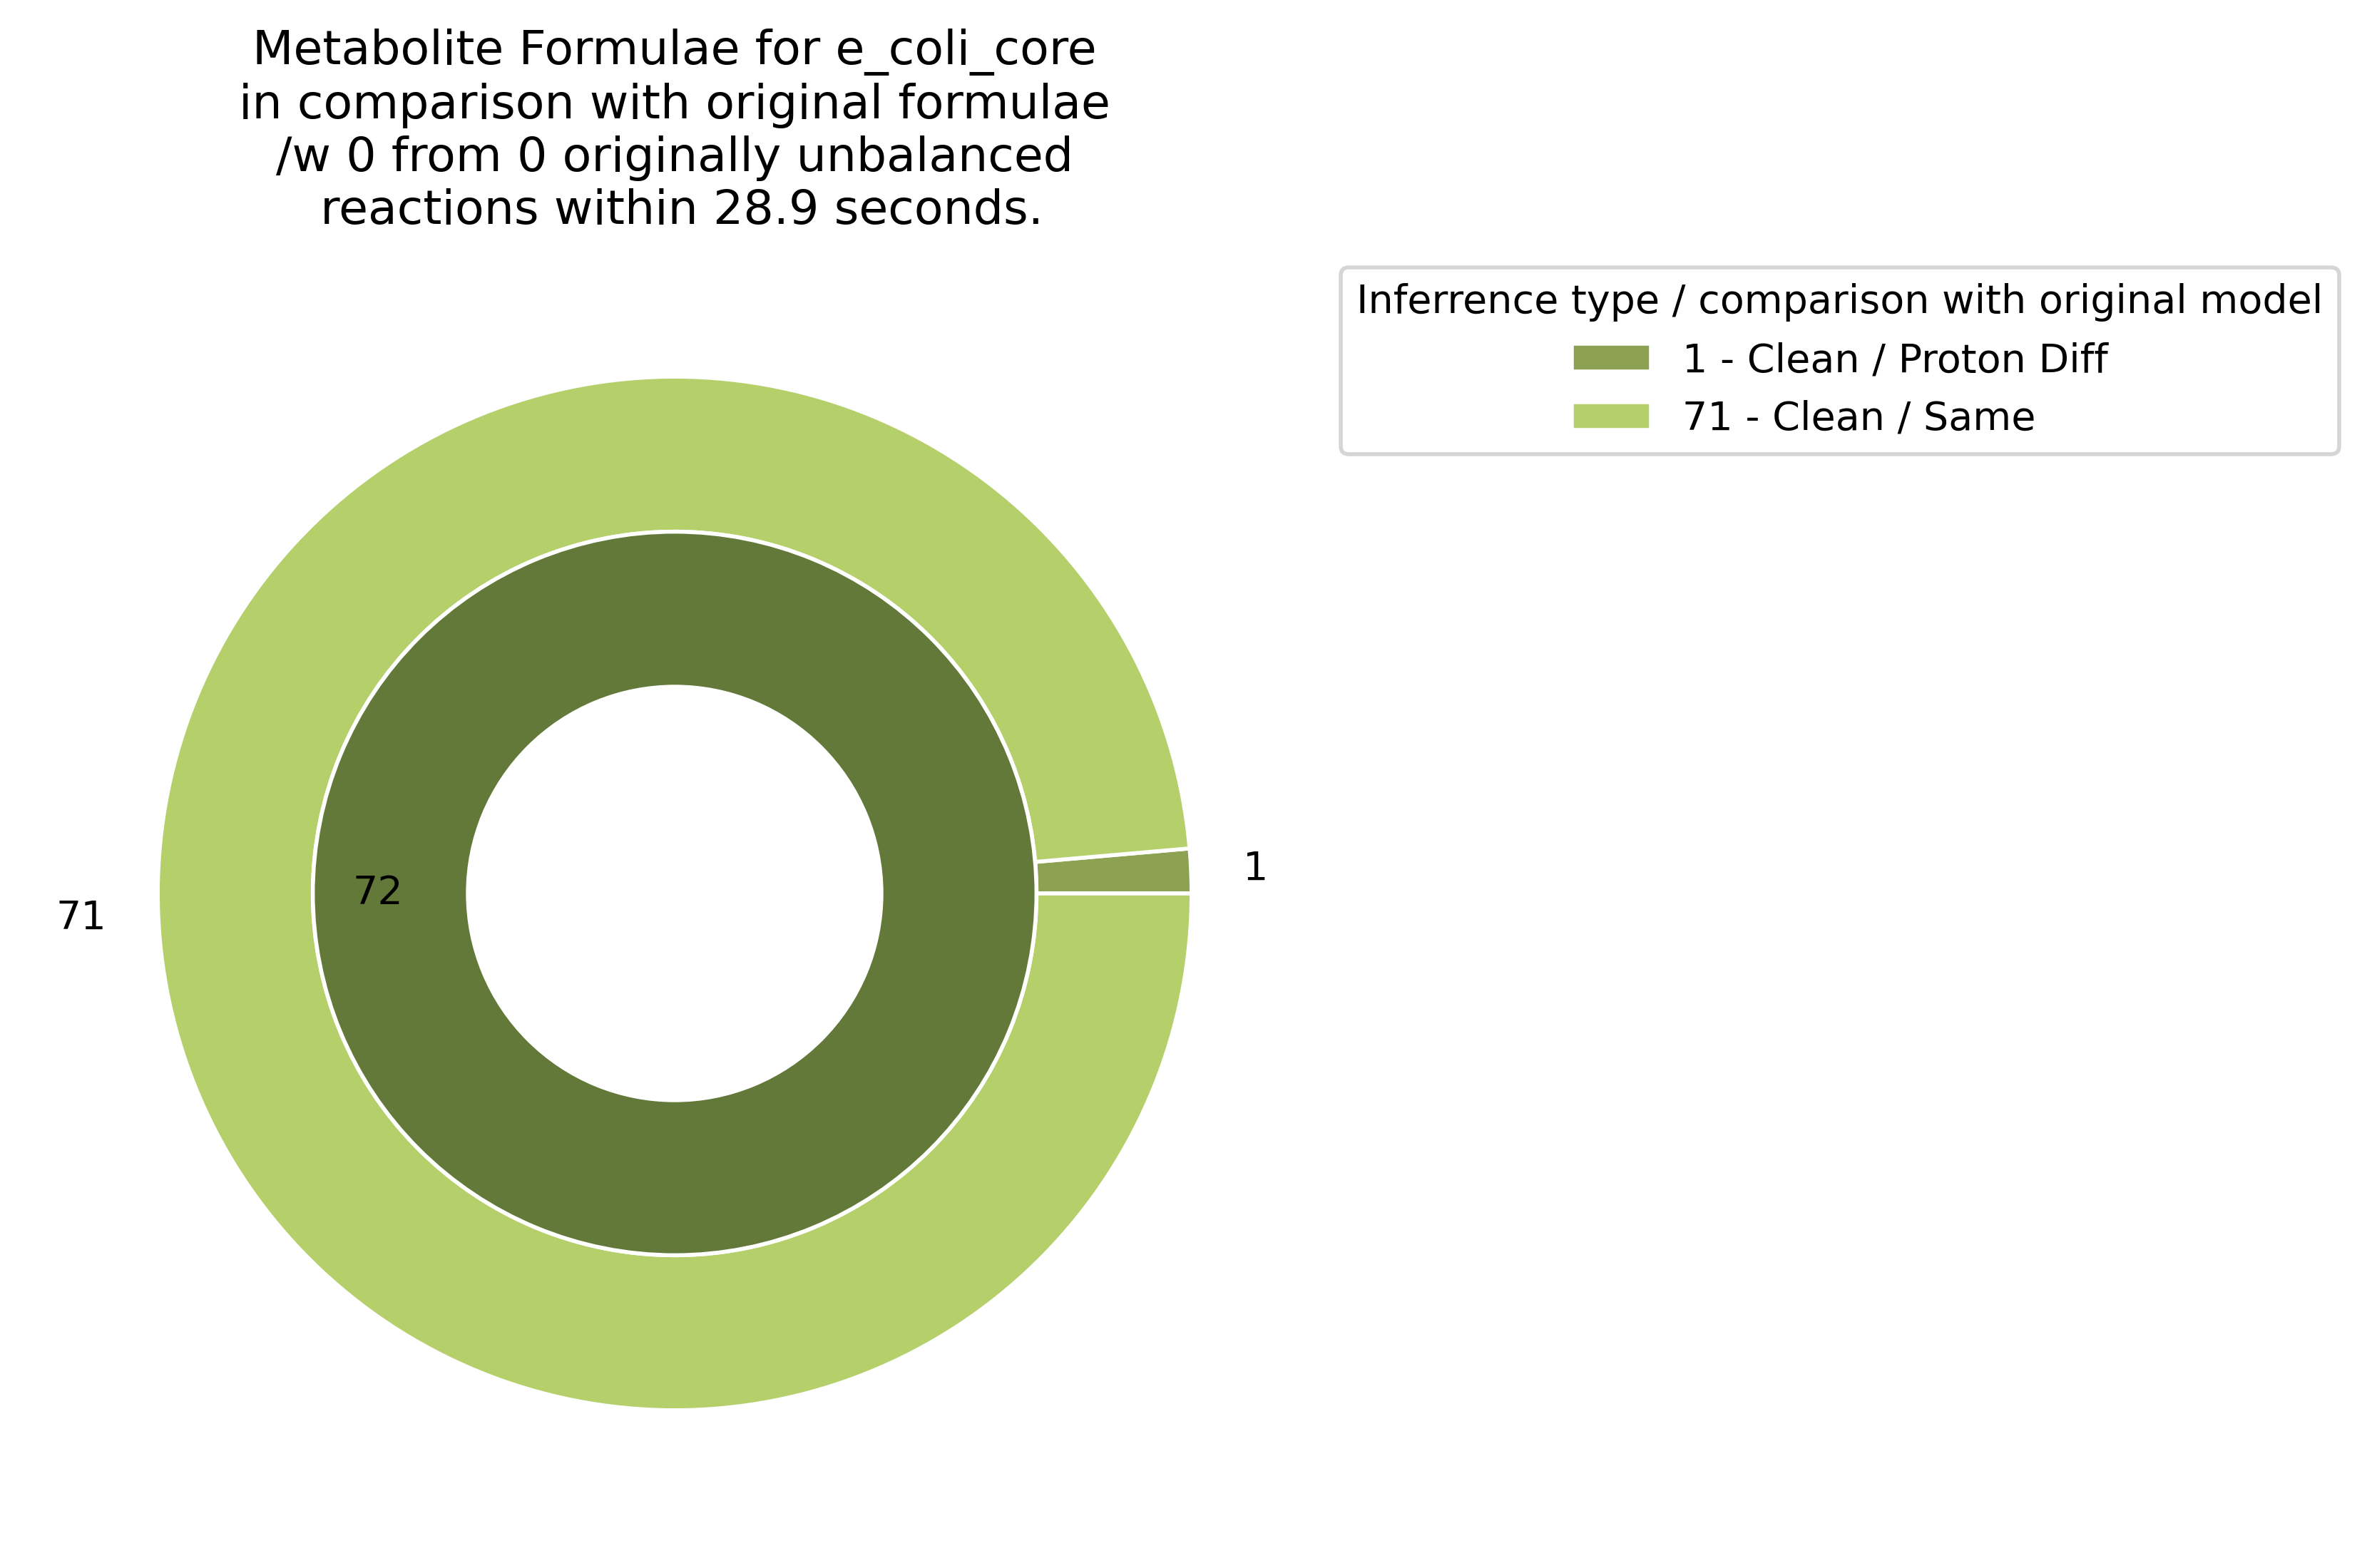 Metabolite Formulae for e_coli_core
in comparison with original formulae
/w 0 from 0 originally unbalanced
reactions within 28.9 seconds.
Inferrence type / comparison with original model
1 - Clean / Proton Diff
71 - Clean / Same
1
72
71